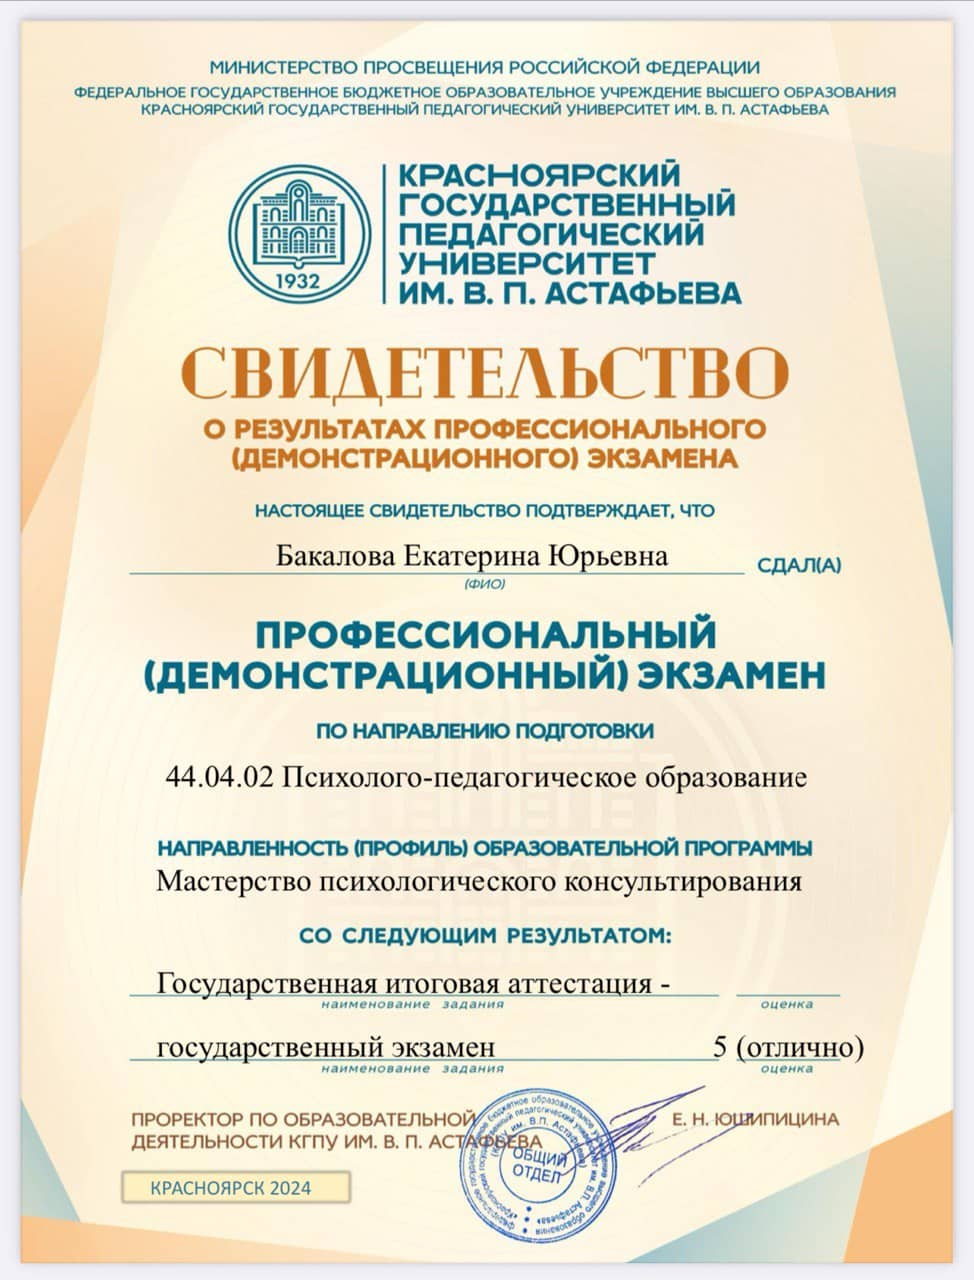 МИНИСТЕРСТВО ПРОСВЕЩЕНИЯ РОССИЙСКОЙ ФЕДЕРАЦИИ
ФЕДЕРАЛЬНОЕ ГОСУДАРСТВЕННОЕ БЮДЖЕТНОЕ ОБРАЗОВАТЕЛЬНОЕ УЧРЕЖДЕНИЕ ВЫСШЕГО ОБРАЗОВАНИЯ
КРАСНОЯРСКИЙ ГОСУДАРСТВЕННЫЙ ПЕДАГОГИЧЕСКИЙ УНИВЕРСИТЕТ ИМ. В. П. АСТАФЬЕВА
1932
КРАСНОЯРСКИЙ
ГОСУДАРСТВЕННЫЙ
ПЕДАГОГИЧЕСКИЙ
УНИВЕРСИТЕТ
ИМ. В. П. АСТАФЬЕВА
СВИДЕТЕЛЬСТВО
О РЕЗУЛЬТАТАХ ПРОФЕССИОНАЛЬНОГО
(ДЕМОНСТРАЦИОННОГО) ЭКЗАМЕНА
НАСТОЯЩЕЕ СВИДЕТЕЛЬСТВО ПОДТВЕРЖДАЕТ, ЧТО
Бакалова Екатерина Юрьевна СДАЛ(А)
(ФИО)
ПРОФЕССИОНАЛЬНЫЙ
(ДЕМОНСТРАЦИОННЫЙ) ЭКЗАМЕН
ПО НАПРАВЛЕНИЮ ПОДГОТОВКИ
44.04.02 Психолого-педагогическое образование
НАПРАВЛЕННОСТЬ (ПРОФИЛЬ) ОБРАЗОВАТЕЛЬНОЙ ПРОГРАММЫ
Мастерство психологического консультирования
СО СЛЕДУЮЩИМ РЕЗУЛЬТАТОМ:
Государственная итоговая аттестация -
наименование задания оценка
государственный экзамен 5 (отлично)
наименование задания оценка
ПРОРЕКТОР ПО ОБРАЗОВАТЕЛЬНОЙ Е. Н. ЮШИПИЦИНА
ДЕЯТЕЛЬНОСТИ КГПУ ИМ. В. П. АСТАФЬЕВА
ОБЩИЙ
ОТДЕЛ
КРАСНОЯРСК 2024